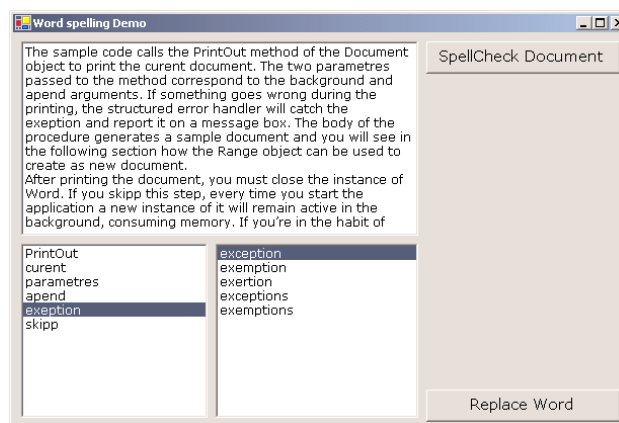 Word spelling Demo
The sample code calls the PrintOut method of the Document
object to print the curent document. The two parametres
passed to the method correspond to the background and
apend arguments. If something goes wrong during the
printing, the structured error handler will catch the
exeption and report it on a message box. The body of the
procedure generates a sample document and you will see in
the following section how the Range object can be used to
create as new document.
After printing the document, you must close the instance of
Word. If you skipp this step, every time you start the
application a new instance of it will remain active in the
background, consuming memory. If you're in the habit of
SpellCheck Document
PrintOut
curent
parametres
apend
exeption
skipp
exception
exemption
exertion
exceptions
exemptions
Replace Word